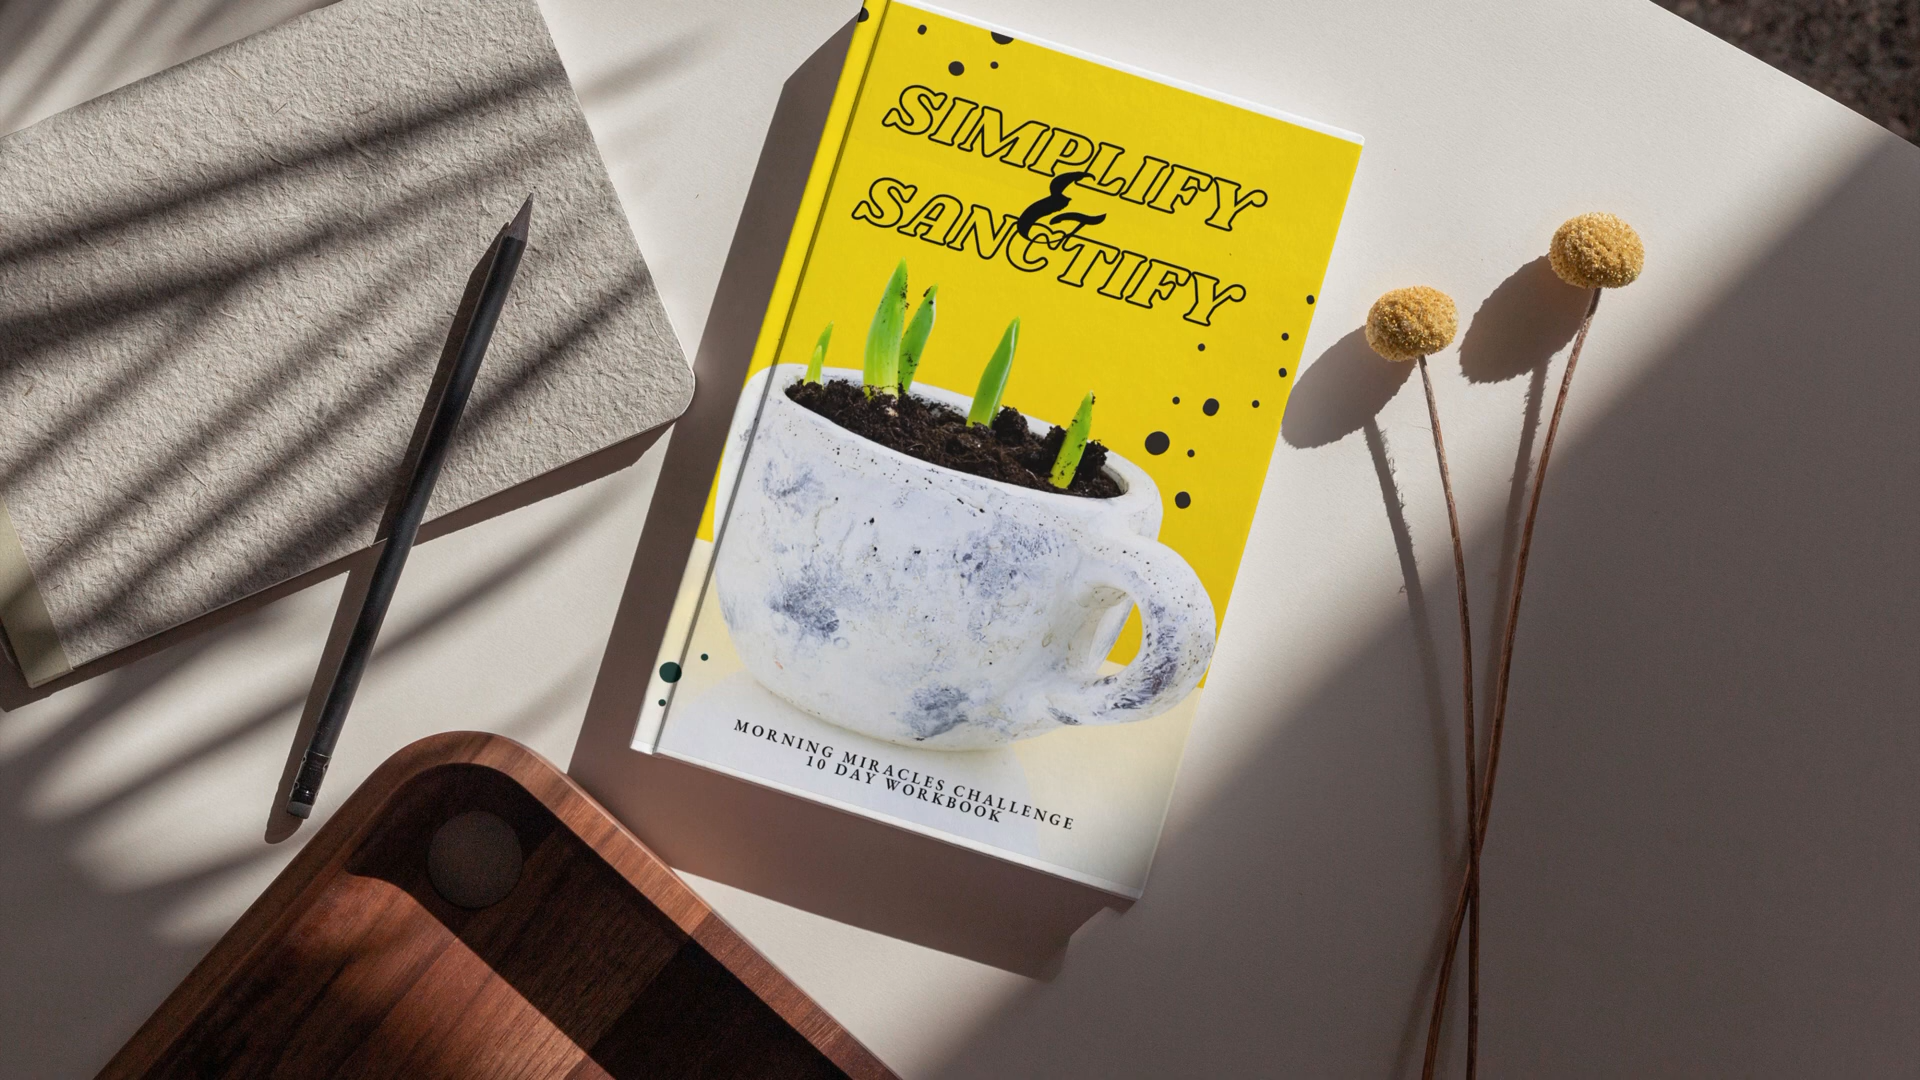 SIMPLIFY
&
SANCTIFY
MORNING MIRACLES CHALLENGE
10 DAY WORKBOOK